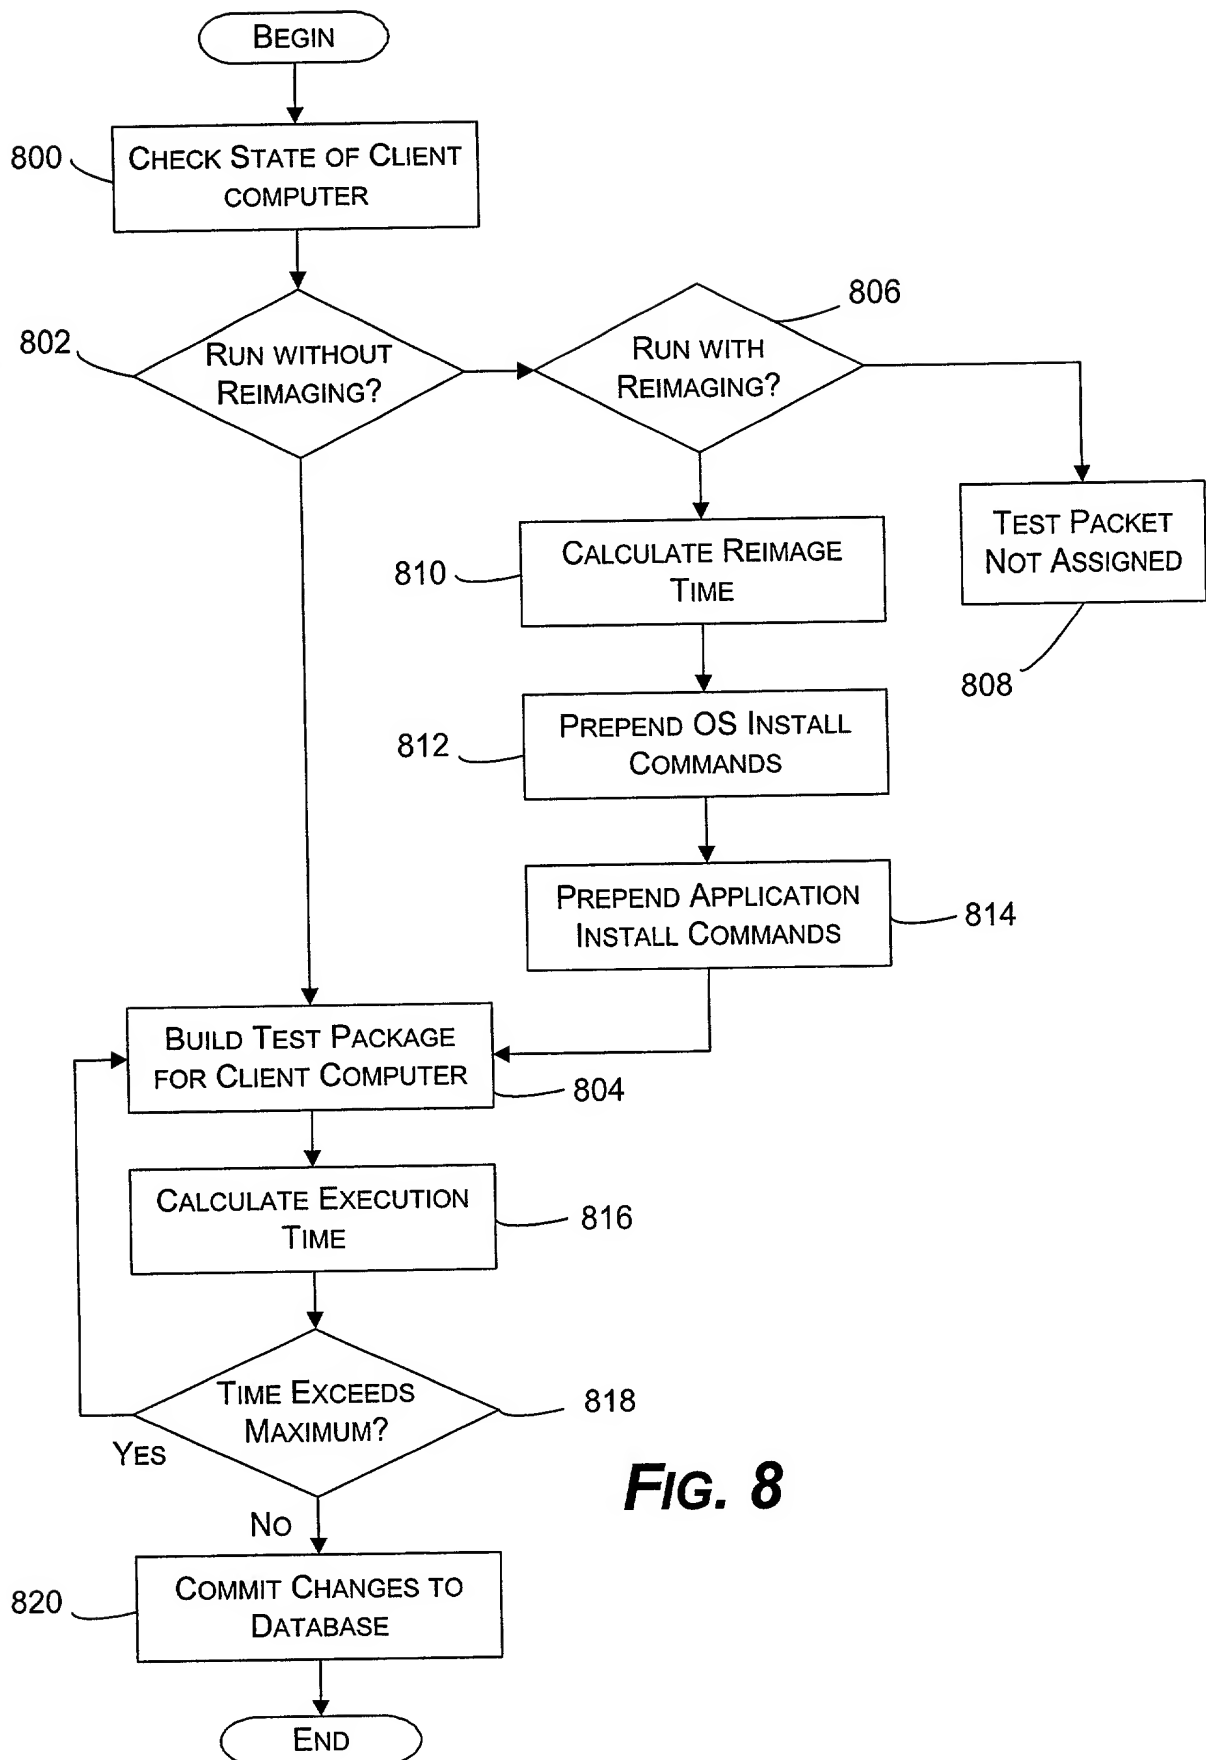 BEGIN
800
CHECK STATE OF CLIENT
COMPUTER
802
RUN WITHOUT
REIMAGING?
806
RUN WITH
REIMAGING?
TEST PACKET
NOT ASSIGNED
808
810
CALCULATE REIMAGE
TIME
812
PREPEND OS INSTALL
COMMANDS
PREPEND APPLICATION
INSTALL COMMANDS
814
BUILD TEST PACKAGE
FOR CLIENT COMPUTER
804
CALCULATE EXECUTION
TIME
816
TIME EXCEEDS
MAXIMUM?
818
YES
NO
FIG. 8
820
COMMIT CHANGES TO
DATABASE
END